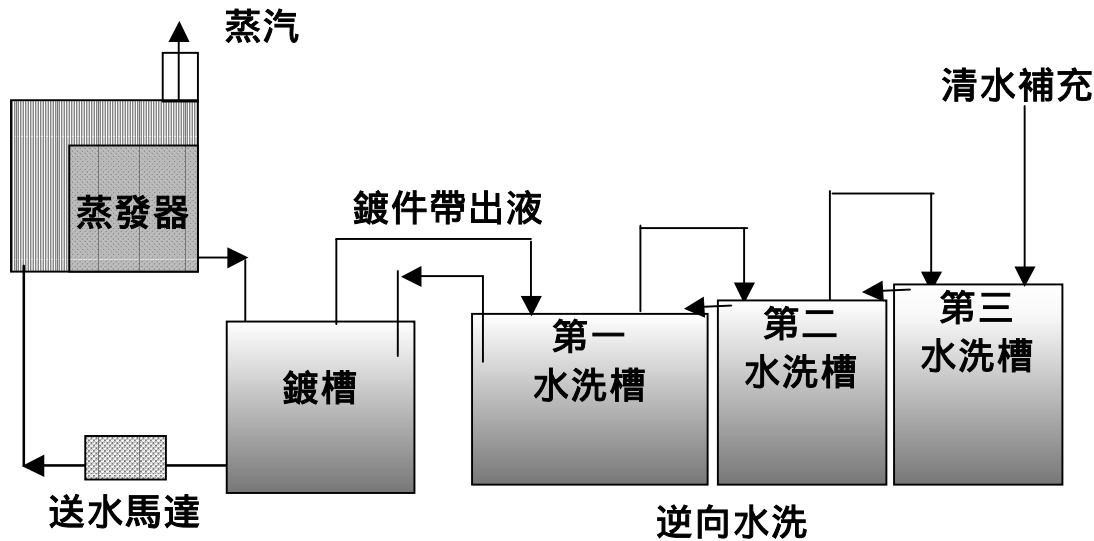 蒸汽
清水補充
蒸發器
鍍件帶出液
鍍槽
第一
水洗槽
第二
水洗槽
第三
水洗槽
送水馬達
逆向水洗